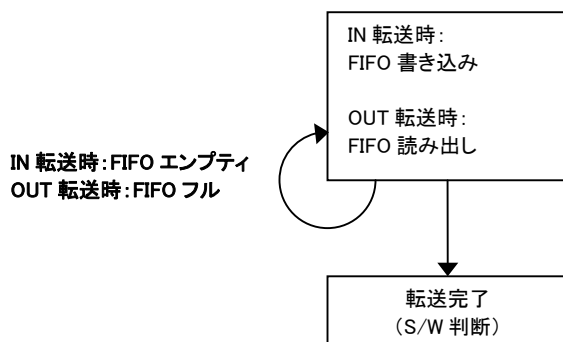 IN 転送時:
FIFO 書き込み
OUT 転送時:
FIFO 読み出し
IN 転送時:FIFO エンプティ
OUT 転送時:FIFO フル
転送完了
(S/W 判断)